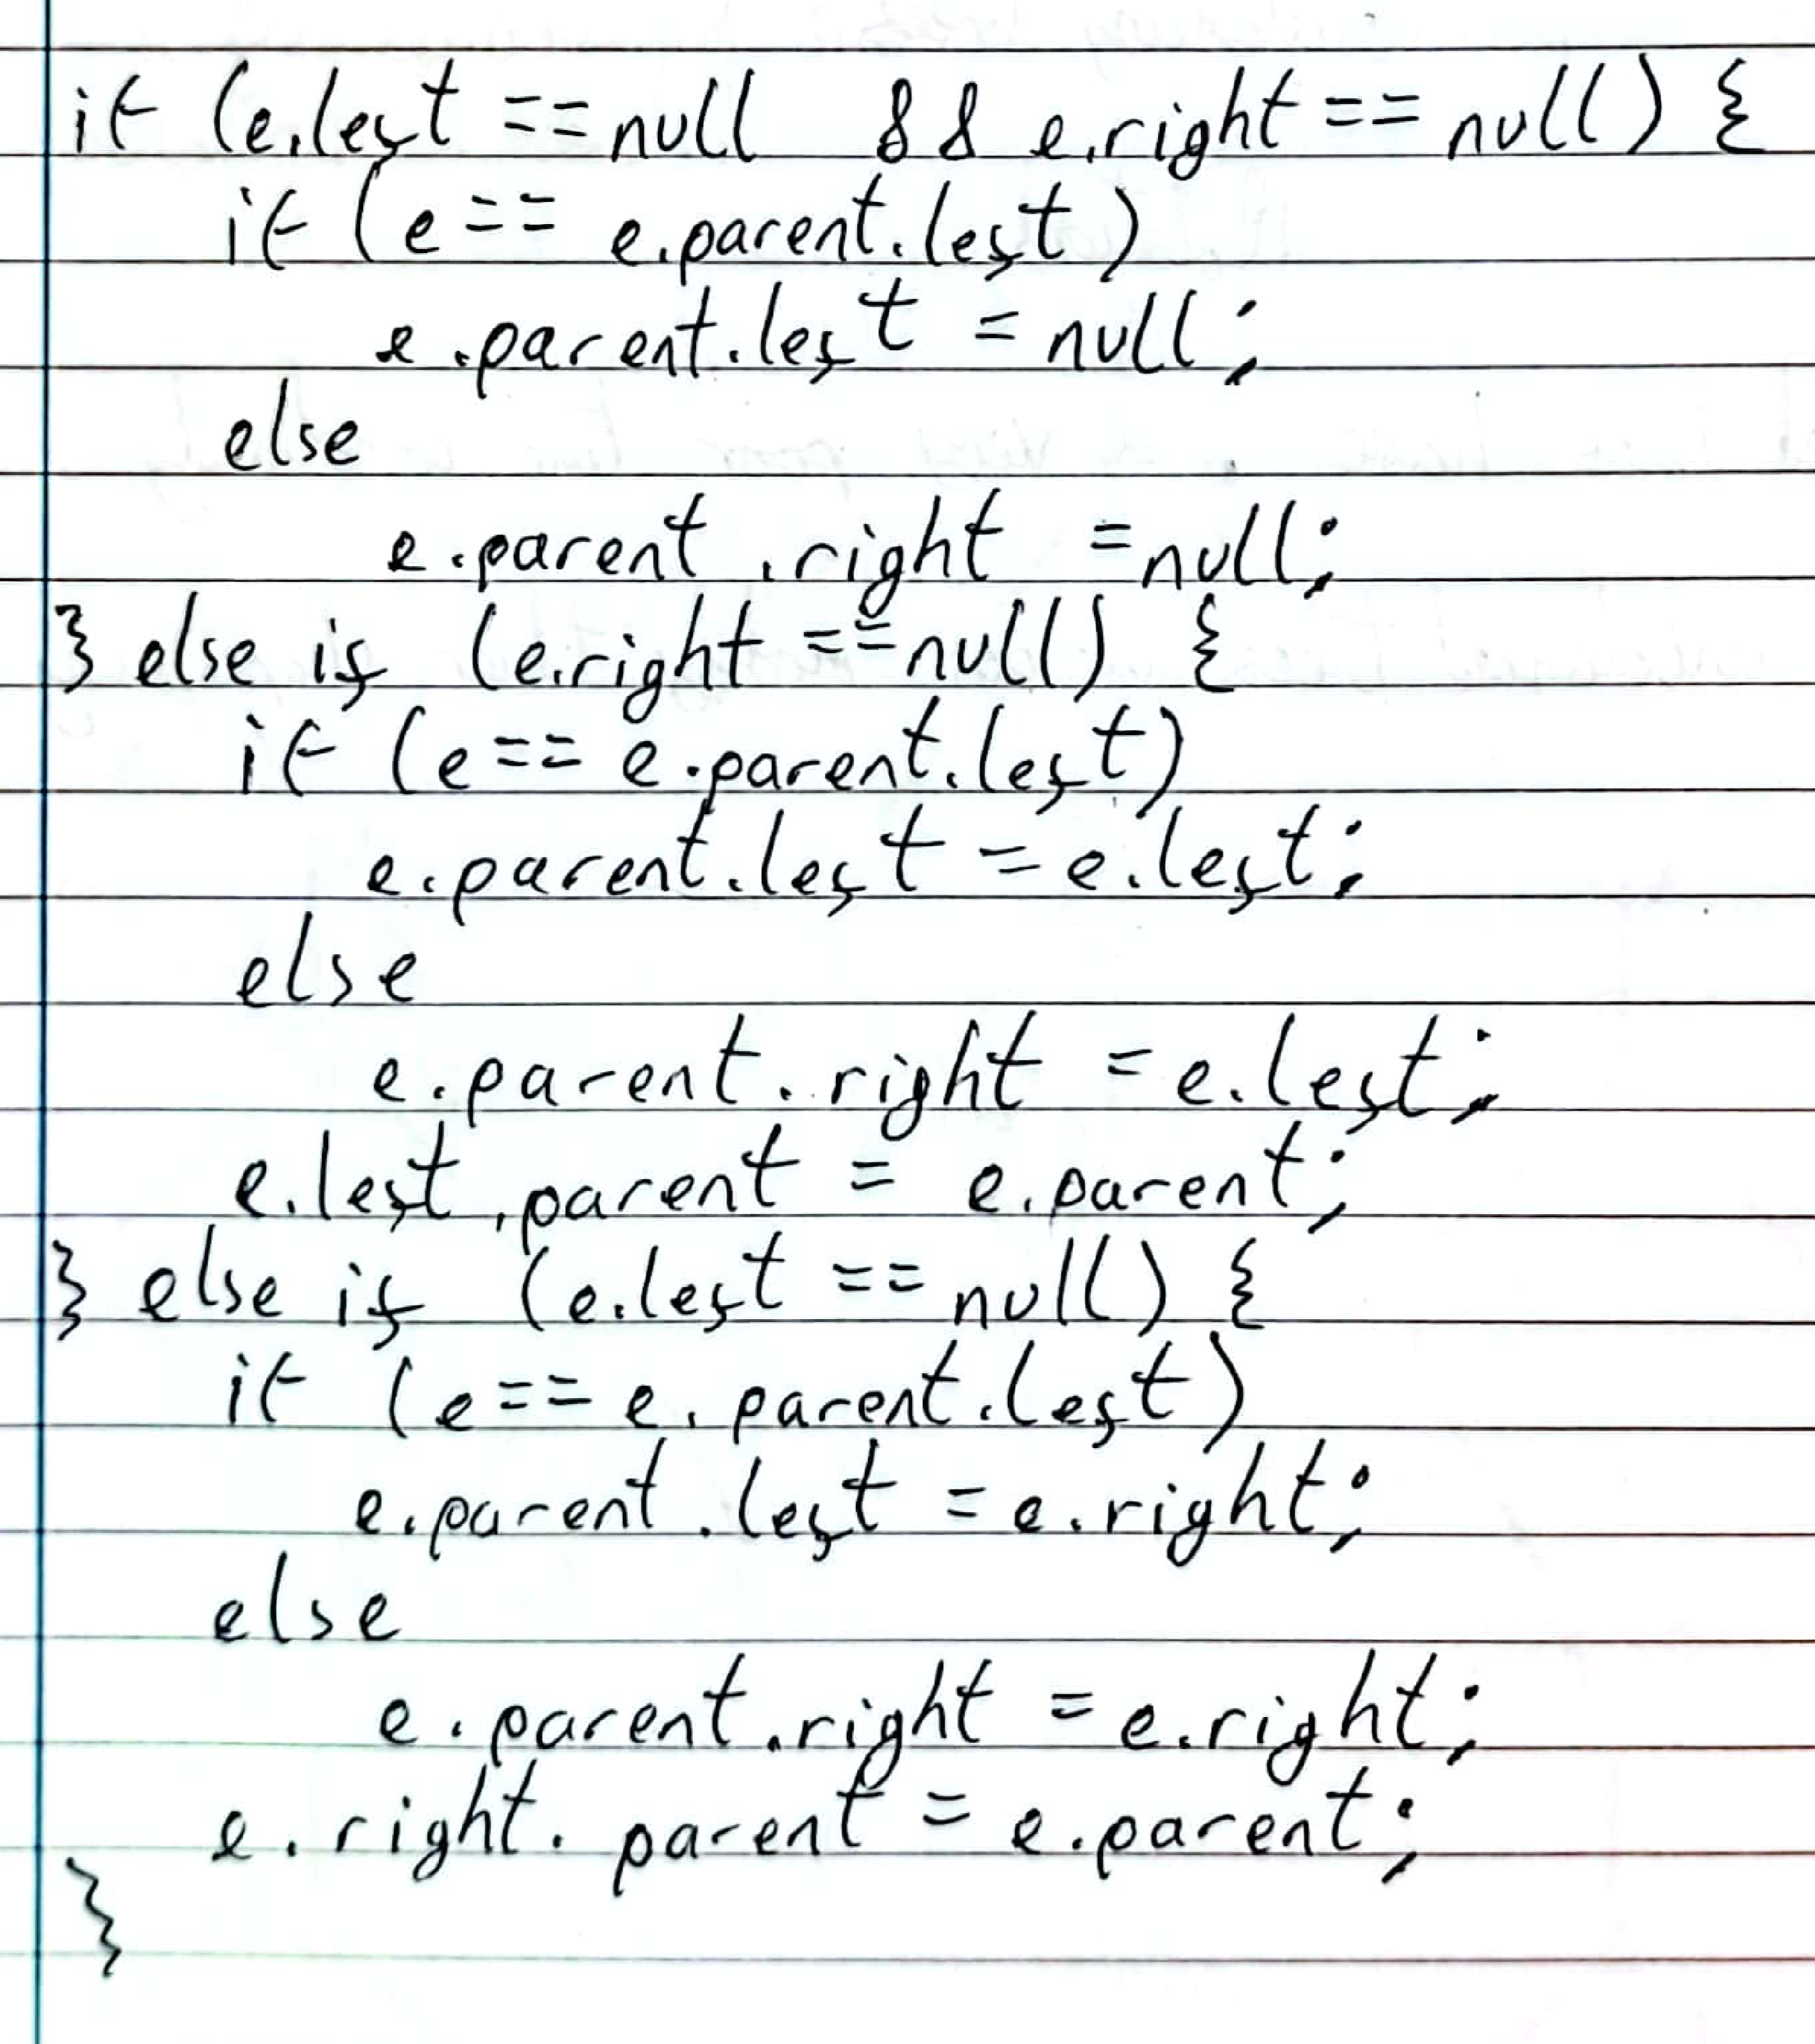 if (e.left == null && e.right == null) {
if (e == e.parent.left)
e.parent.left = null;
else
e.parent.right = null;
} else if (e.right == null) {
if (e == e.parent.left)
e.parent.left = e.left;
else
e.parent.right = e.left;
e.left.parent = e.parent;
} else if (e.left == null) {
if (e == e.parent.left)
e.parent.left = e.right;
else
e.parent.right = e.right;
e.right.parent = e.parent;
}